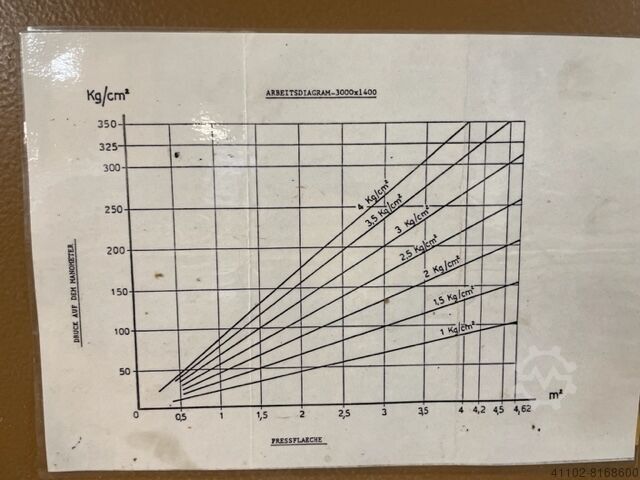 Kg/cm²
ARBEITSDIAGRAM-3000x1400
350
325
300
250
200
150
100
50
0
DRUCK AUF DEM MANOMETER
4 Kg/cm²
3,5 Kg/cm²
3 Kg/cm²
2,5 Kg/cm²
2 Kg/cm²
1,5 Kg/cm²
1 Kg/cm²
0,5 1 1,5 2 2,5 3 3,5 4 4,2 4,5 4,62
m²
PRESSFLAECHE
41102-8168600